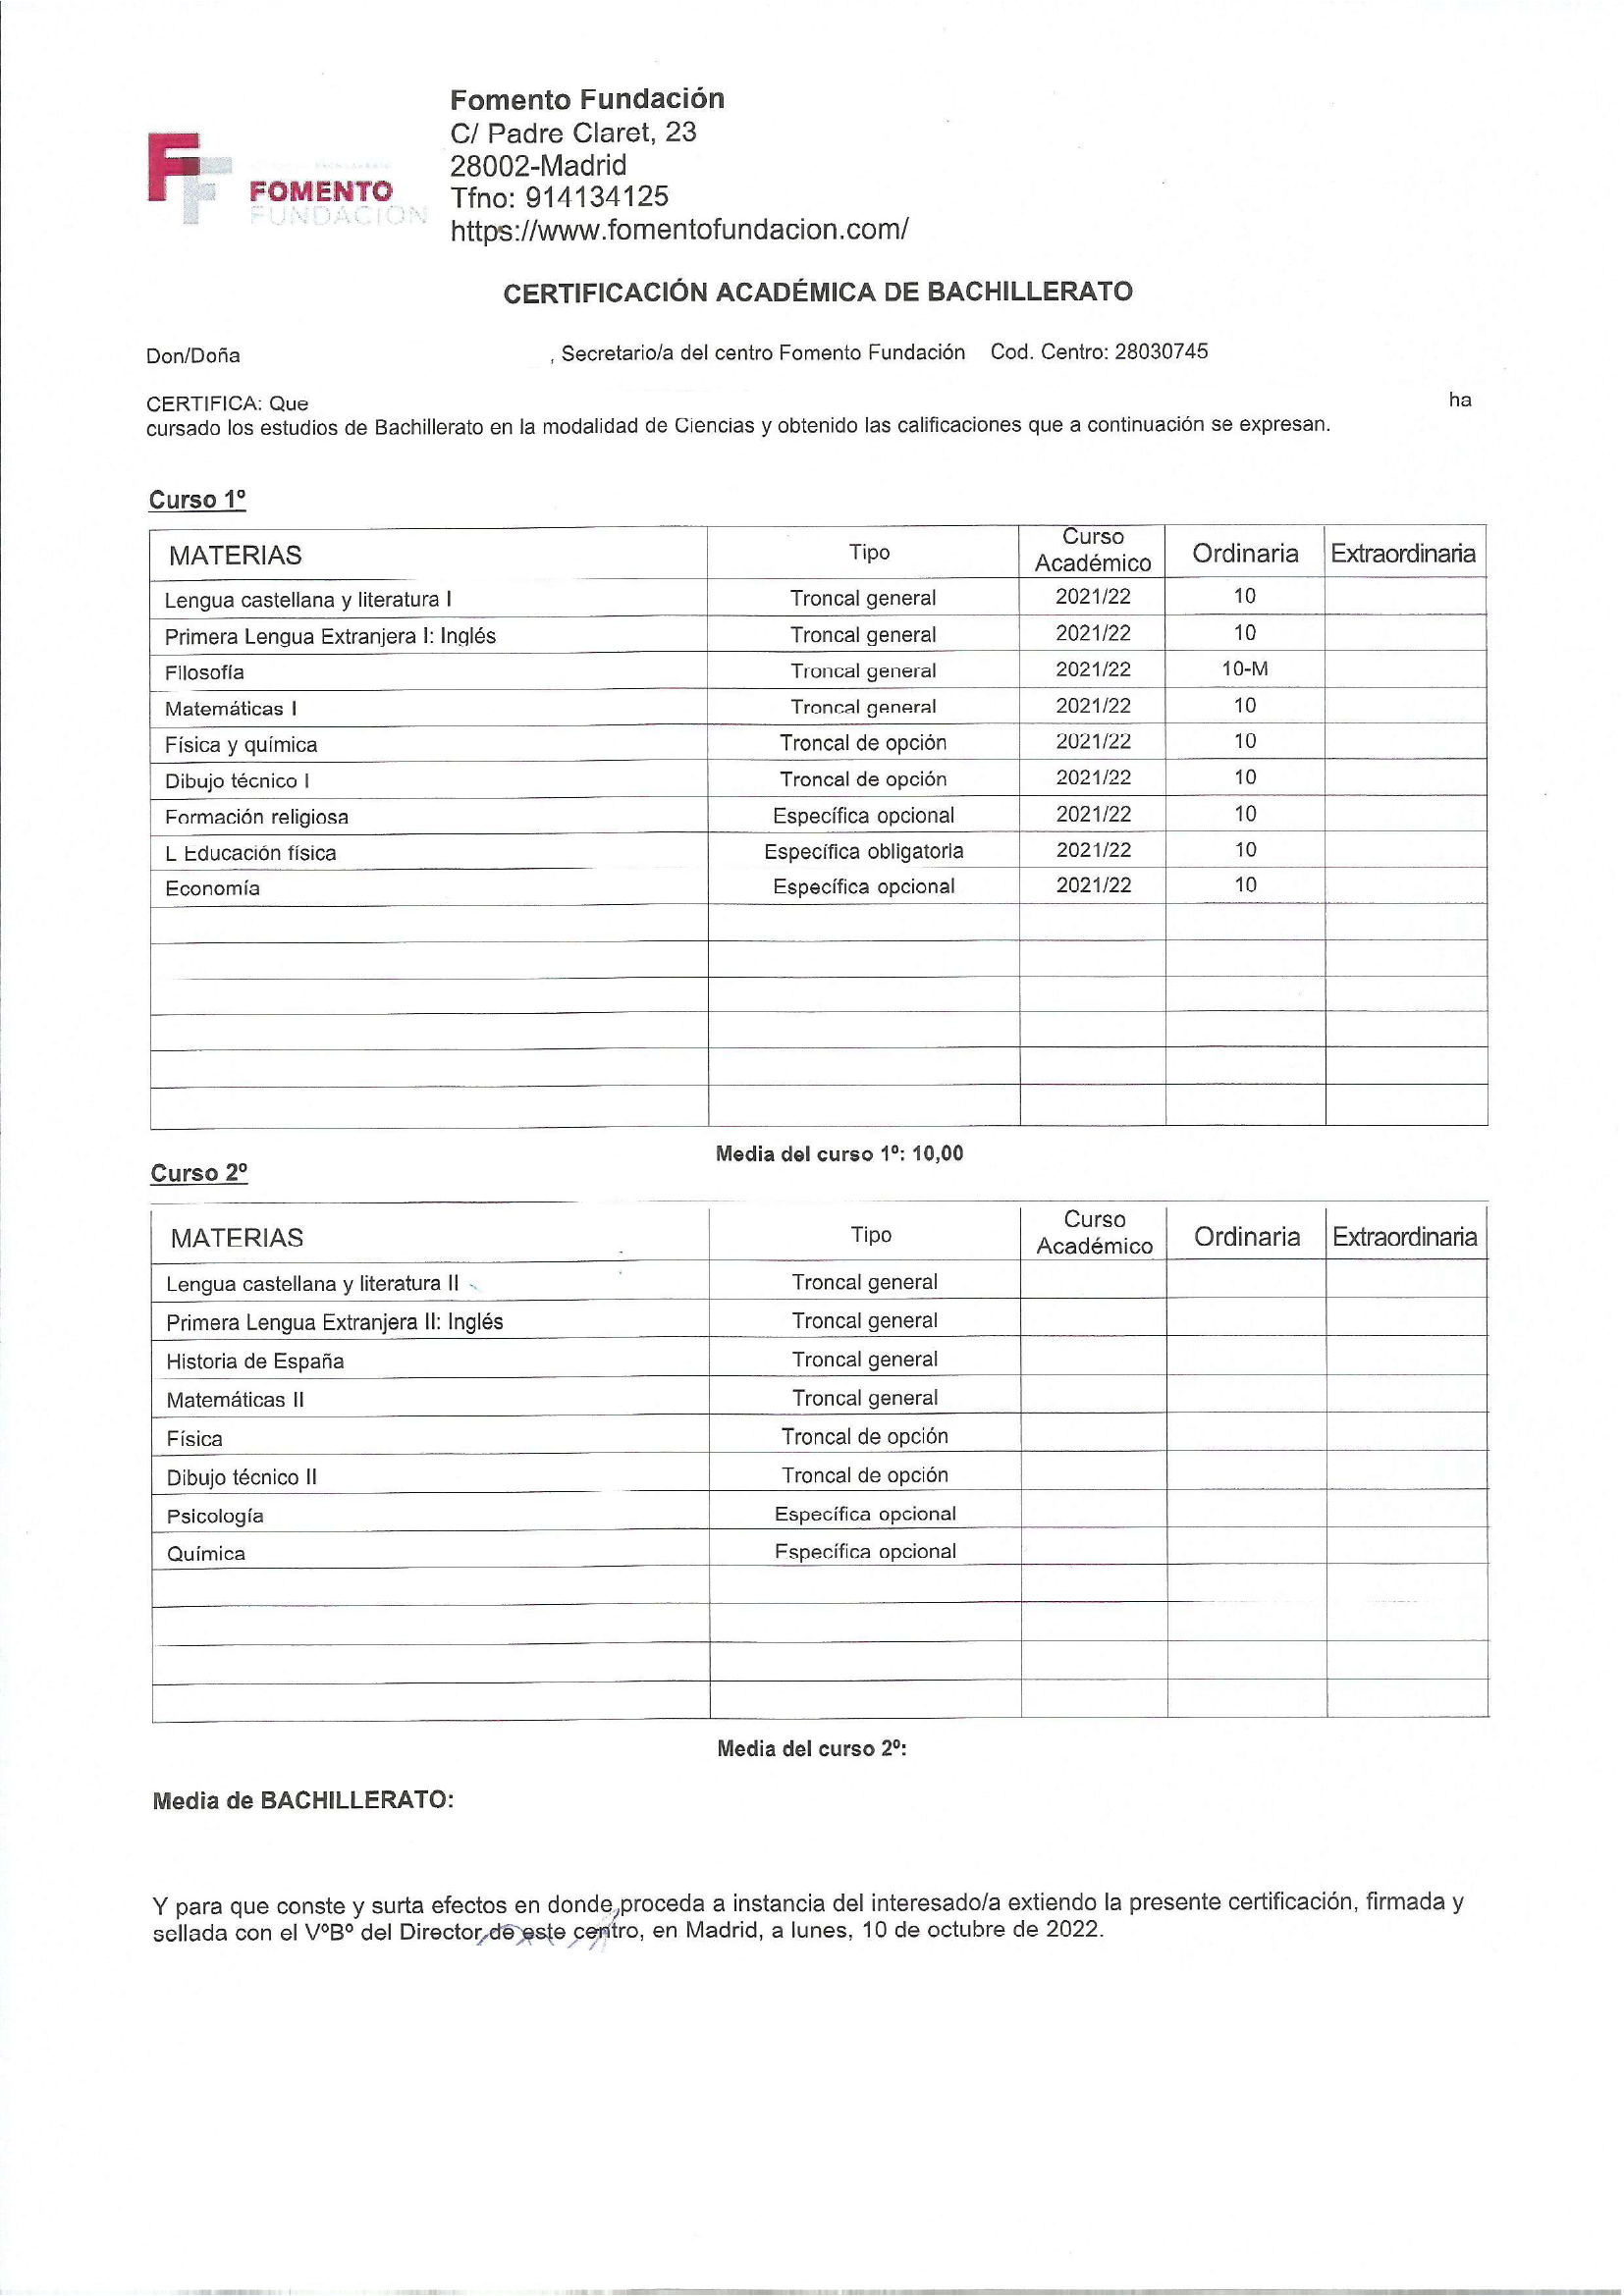 FOMENTO
FUNDACIÓN
Fomento Fundación
C/ Padre Claret, 23
28002-Madrid
Tfno: 914134125
https://www.fomentofundacion.com/
CERTIFICACIÓN ACADÉMICA DE BACHILLERATO
Don/Doña , Secretario/a del centro Fomento Fundación Cod. Centro: 28030745
CERTIFICA: Que ha
cursado los estudios de Bachillerato en la modalidad de Ciencias y obtenido las calificaciones que a continuación se expresan.
Curso 1º
MATERIAS Tipo Curso Académico Ordinaria Extraordinaria
Lengua castellana y literatura I Troncal general 2021/22 10
Primera Lengua Extranjera I: Inglés Troncal general 2021/22 10
Filosofía Troncal general 2021/22 10-M
Matemáticas I Troncal general 2021/22 10
Física y química Troncal de opción 2021/22 10
Dibujo técnico I Troncal de opción 2021/22 10
Formación religiosa Específica opcional 2021/22 10
L Educación física Específica obligatoria 2021/22 10
Economía Específica opcional 2021/22 10
Media del curso 1º: 10,00
Curso 2º
MATERIAS Tipo Curso Académico Ordinaria Extraordinaria
Lengua castellana y literatura II Troncal general
Primera Lengua Extranjera II: Inglés Troncal general
Historia de España Troncal general
Matemáticas II Troncal general
Física Troncal de opción
Dibujo técnico II Troncal de opción
Psicología Específica opcional
Química Específica opcional
Media del curso 2º:
Media de BACHILLERATO:
Y para que conste y surta efectos en donde proceda a instancia del interesado/a extiendo la presente certificación, firmada y
sellada con el VºBº del Director de este centro, en Madrid, a lunes, 10 de octubre de 2022.